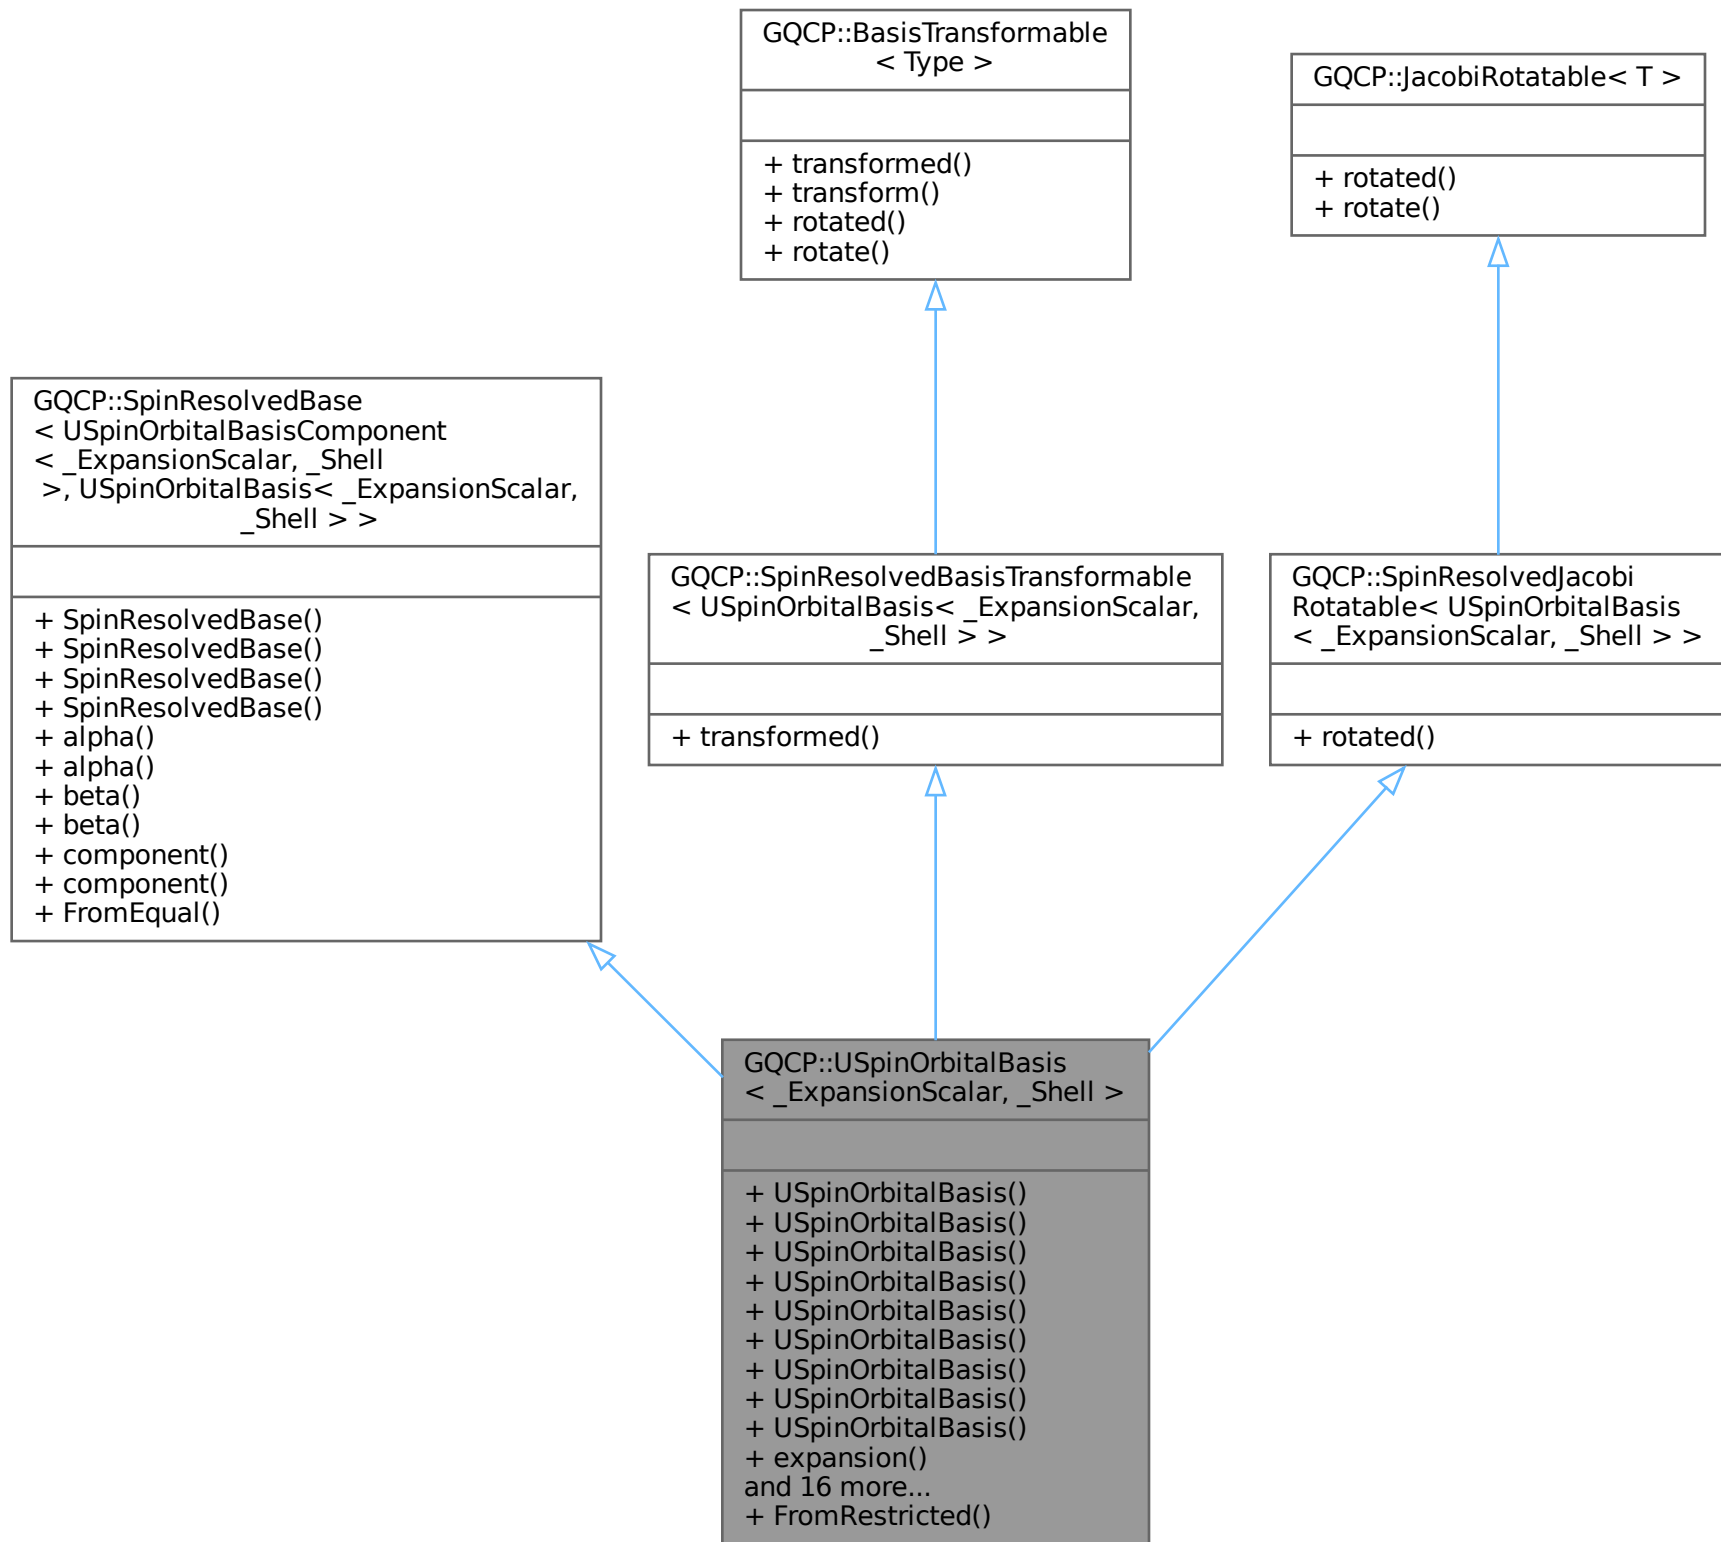 GQCP::BasisTransformable
< Type >
+ transformed()
+ transform()
+ rotated()
+ rotate()
GQCP::JacobiRotatable< T >
+ rotated()
+ rotate()
GQCP::SpinResolvedBase
< USpinOrbitalBasisComponent
< _ExpansionScalar, _Shell
>, USpinOrbitalBasis< _ExpansionScalar,
_Shell > >
+ SpinResolvedBase()
+ SpinResolvedBase()
+ SpinResolvedBase()
+ SpinResolvedBase()
+ alpha()
+ alpha()
+ beta()
+ beta()
+ component()
+ component()
+ FromEqual()
GQCP::SpinResolvedBasisTransformable
< USpinOrbitalBasis< _ExpansionScalar,
_Shell > >
+ transformed()
GQCP::SpinResolvedJacobi
Rotatable< USpinOrbitalBasis
< _ExpansionScalar, _Shell > >
+ rotated()
GQCP::USpinOrbitalBasis
< _ExpansionScalar, _Shell >
+ USpinOrbitalBasis()
+ USpinOrbitalBasis()
+ USpinOrbitalBasis()
+ USpinOrbitalBasis()
+ USpinOrbitalBasis()
+ USpinOrbitalBasis()
+ USpinOrbitalBasis()
+ USpinOrbitalBasis()
+ USpinOrbitalBasis()
+ expansion()
and 16 more...
+ FromRestricted()